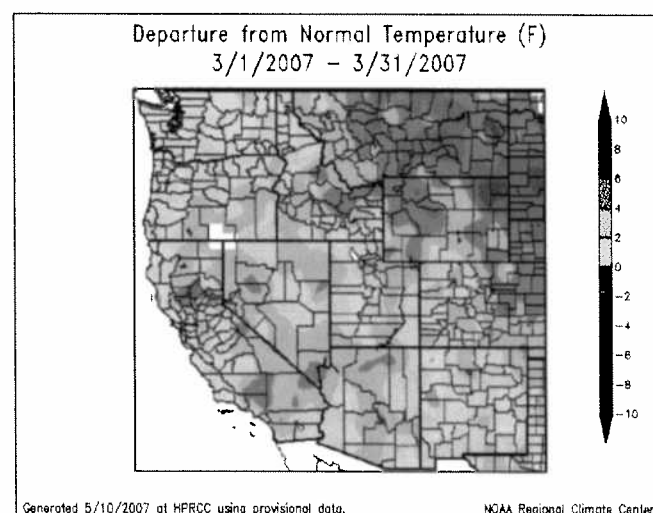 Departure from Normal Temperature (F)
3/1/2007 – 3/31/2007
10
8
6
4
2
0
-2
-4
-6
-8
-10
Generated 5/10/2007 at HPRCC using provisional data.
NOAA Regional Climate Center